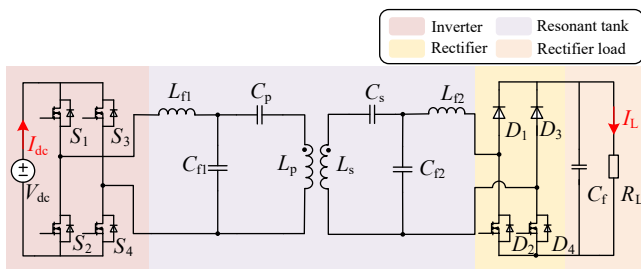 Inverter
Resonant tank
Rectifier
Rectifier load
L_f1
C_p
C_s
L_f2
S_1
S_3
D_1
D_3
I_dc
I_L
C_f1
L_p
L_s
C_f2
V_dc
C_f
R_L
S_2
S_4
D_2
D_4